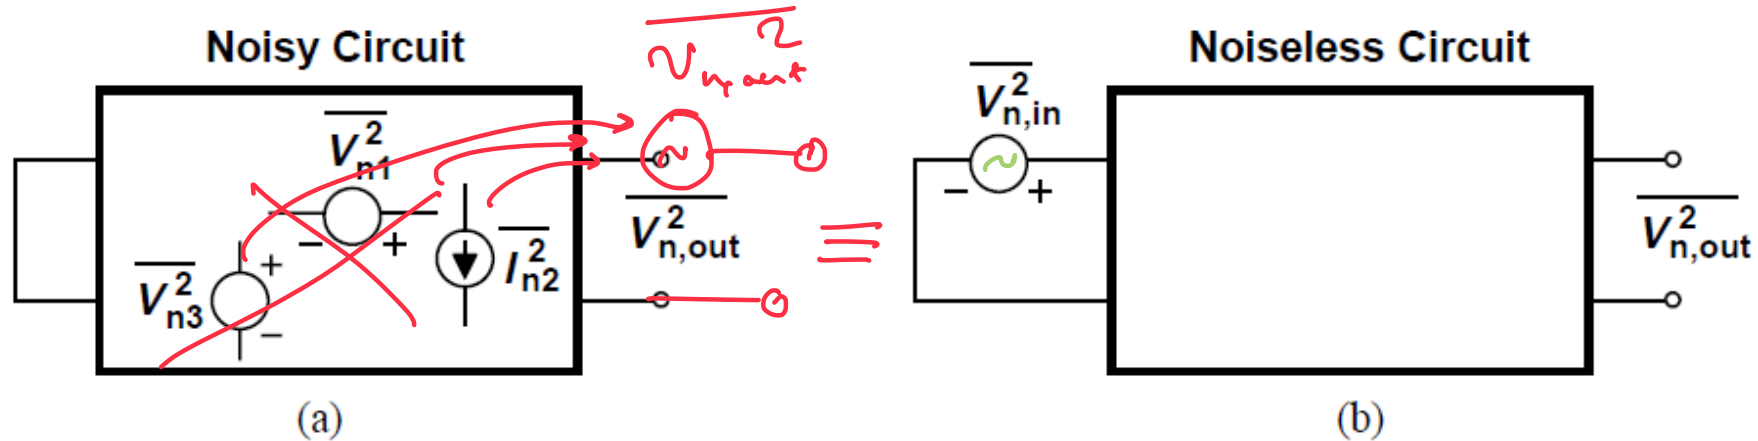 Noisy Circuit
V²n1
V²n3
I²n2
V²n,out
v²n,out
(a)
Noiseless Circuit
V²n,in
V²n,out
(b)